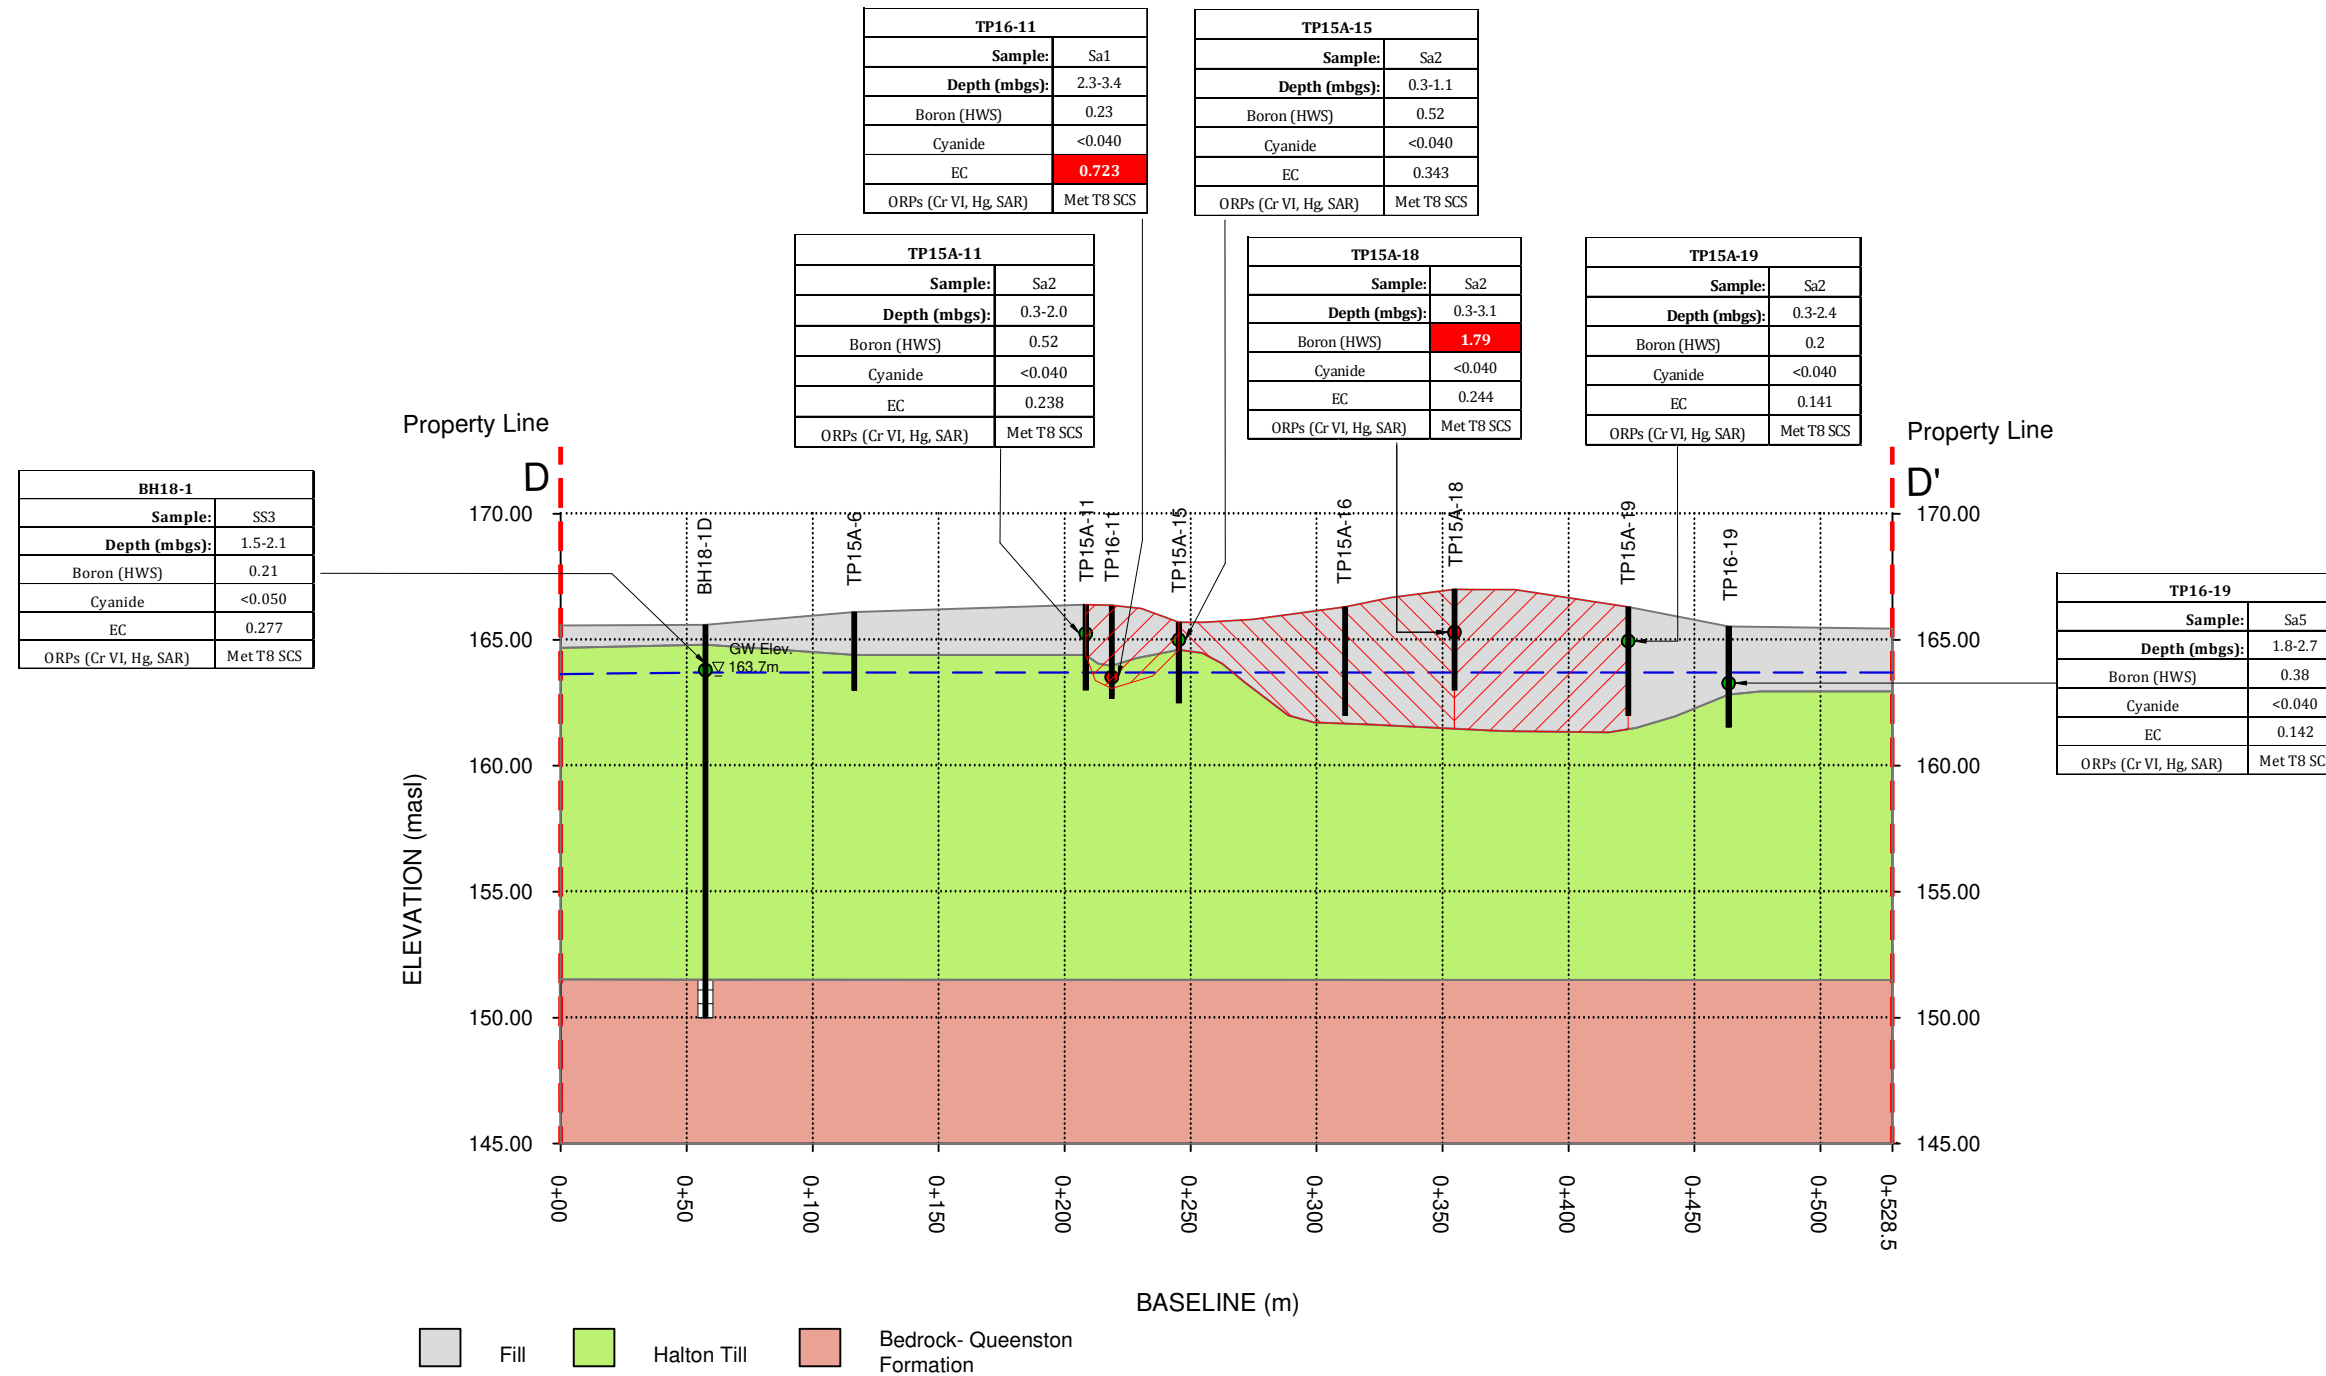 TP16-11
Sample: Sa1
Depth (mbgs): 2.3-3.4
Boron (HWS) 0.23
Cyanide <0.040
EC 0.723
ORPs (Cr VI, Hg, SAR) Met T8 SCS
TP15A-15
Sample: Sa2
Depth (mbgs): 0.3-1.1
Boron (HWS) 0.52
Cyanide <0.040
EC 0.343
ORPs (Cr VI, Hg, SAR) Met T8 SCS
TP15A-11
Sample: Sa2
Depth (mbgs): 0.3-2.0
Boron (HWS) 0.52
Cyanide <0.040
EC 0.238
ORPs (Cr VI, Hg, SAR) Met T8 SCS
TP15A-18
Sample: Sa2
Depth (mbgs): 0.3-3.1
Boron (HWS) 1.79
Cyanide <0.040
EC 0.244
ORPs (Cr VI, Hg, SAR) Met T8 SCS
TP15A-19
Sample: Sa2
Depth (mbgs): 0.3-2.4
Boron (HWS) 0.2
Cyanide <0.040
EC 0.141
ORPs (Cr VI, Hg, SAR) Met T8 SCS
BH18-1
Sample: SS3
Depth (mbgs): 1.5-2.1
Boron (HWS) 0.21
Cyanide <0.050
EC 0.277
ORPs (Cr VI, Hg, SAR) Met T8 SCS
TP16-19
Sample: Sa5
Depth (mbgs): 1.8-2.7
Boron (HWS) 0.38
Cyanide <0.040
EC 0.142
ORPs (Cr VI, Hg, SAR) Met T8 SC
Property Line
D
Property Line
D'
BH18-1D
TP15A-6
TP15A-11
TP16-11
TP15A-15
TP15A-16
TP15A-18
TP15A-19
TP16-19
GW Elev.
163.7m
ELEVATION (masl)
170.00
165.00
160.00
155.00
150.00
145.00
170.00
165.00
160.00
155.00
150.00
145.00
0+00
0+50
0+100
0+150
0+200
0+250
0+300
0+350
0+400
0+450
0+500
0+528.5
BASELINE (m)
Fill
Halton Till
Bedrock- Queenston
Formation